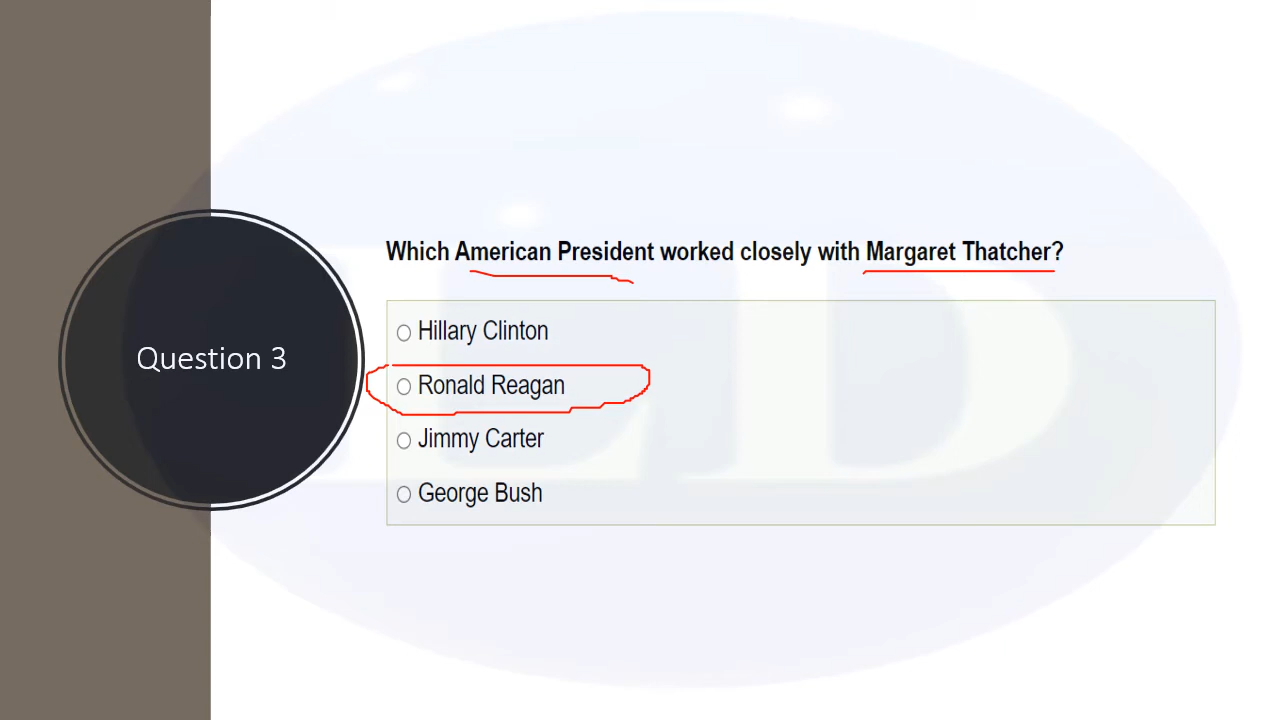 Question 3
Which American President worked closely with Margaret Thatcher?
Hillary Clinton
Ronald Reagan
Jimmy Carter
George Bush